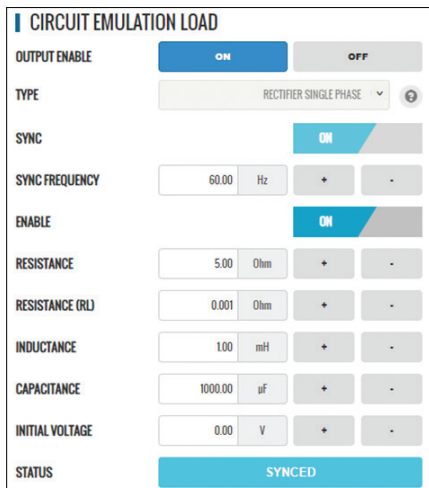 CIRCUIT EMULATION LOAD
OUTPUT ENABLE ON OFF
TYPE RECTIFIER SINGLE PHASE ?
SYNC ON
SYNC FREQUENCY 60.00 Hz + -
ENABLE ON
RESISTANCE 5.00 Ohm + -
RESISTANCE (RL) 0.001 Ohm + -
INDUCTANCE 1.00 mH + -
CAPACITANCE 1000.00 µF + -
INITIAL VOLTAGE 0.00 V + -
STATUS SYNCED